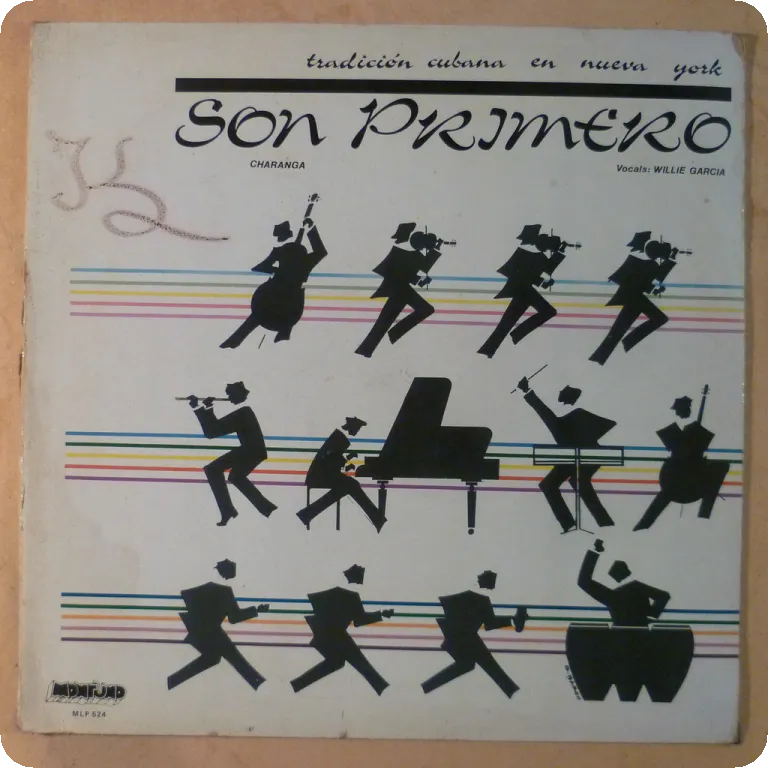 tradición cubana en nueva york
SON PRIMERO
CHARANGA
Vocals: WILLIE GARCIA
MONTUNO
MLP 524